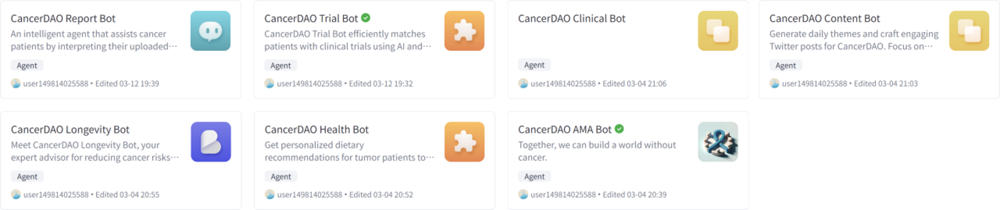 CancerDAO Report Bot
An intelligent agent that assists cancer
patients by interpreting their uploaded···
Agent
user149814025588 • Edited 03-12 19:39
CancerDAO Trial Bot
CancerDAO Trial Bot efficiently matches
patients with clinical trials using AI and···
Agent
user149814025588 • Edited 03-12 19:32
CancerDAO Clinical Bot
Agent
user149814025588 • Edited 03-04 21:06
CancerDAO Content Bot
Generate daily themes and craft engaging
Twitter posts for CancerDAO. Focus on···
Agent
user149814025588 • Edited 03-04 21:03
CancerDAO Longevity Bot
Meet CancerDAO Longevity Bot, your
expert advisor for reducing cancer risks···
Agent
user149814025588 • Edited 03-04 20:55
CancerDAO Health Bot
Get personalized dietary
recommendations for tumor patients to···
Agent
user149814025588 • Edited 03-04 20:52
CancerDAO AMA Bot
Together, we can build a world without
cancer.
Agent
user149814025588 • Edited 03-04 20:39